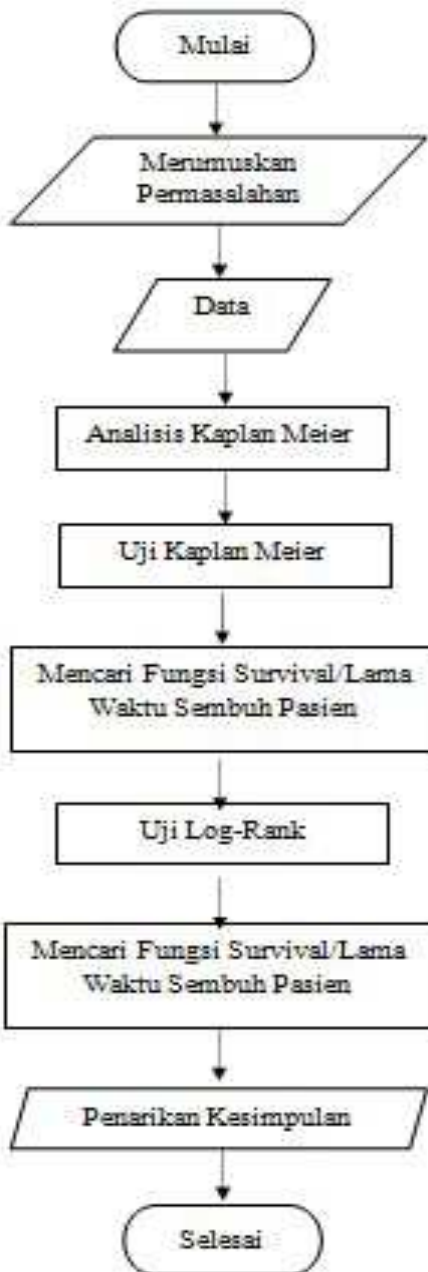 Mulai
Merumuskan
Permasalahan
Data
Analisis Kaplan Meier
Uji Kaplan Meier
Mencari Fungsi Survival/Lama
Waktu Sembuh Pasien
Uji Log-Rank
Mencari Fungsi Survival/Lama
Waktu Sembuh Pasien
Penarikan Kesimpulan
Selesai